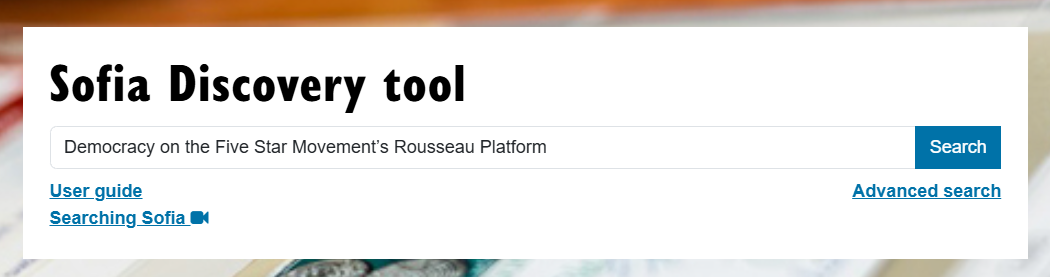 Sofia Discovery tool
Democracy on the Five Star Movement’s Rousseau Platform
Search
User guide
Advanced search
Searching Sofia